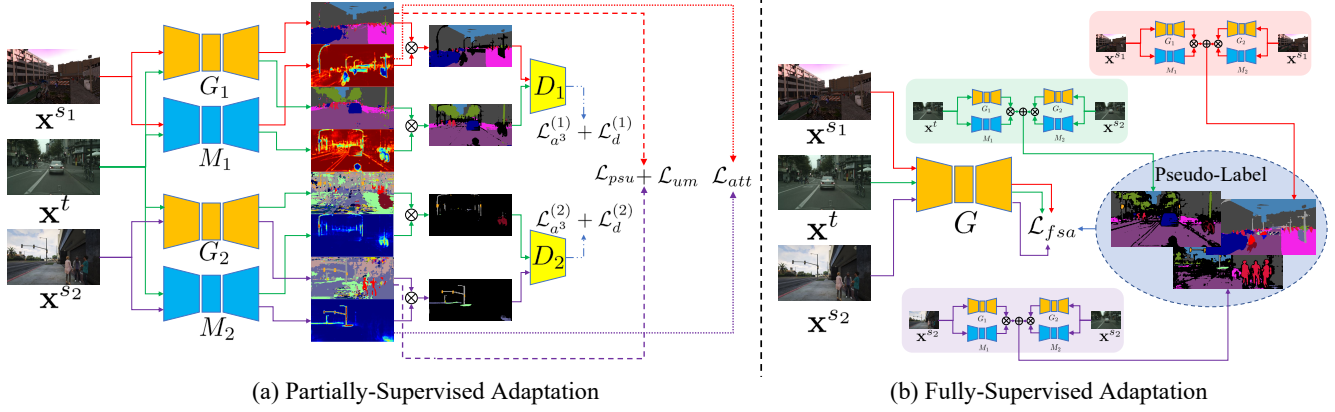 x^{s_1}
x^t
x^{s_2}
G_1
M_1
G_2
M_2
D_1
\mathcal{L}_{a^3}^{(1)} + \mathcal{L}_d^{(1)}
\mathcal{L}_{psu} + \mathcal{L}_{um} \mathcal{L}_{att}
\mathcal{L}_{a^3}^{(2)} + \mathcal{L}_d^{(2)}
D_2
(a) Partially-Supervised Adaptation
x^{s_1}
x^t
x^{s_2}
G
\mathcal{L}_{fsa}
x^{s_1} G_1 M_1 G_2 M_2 x^{s_1}
x^t G_1 M_1 G_2 M_2 x^{s_2}
Pseudo-Label
x^{s_2} G_1 M_1 G_2 M_2 x^{s_2}
(b) Fully-Supervised Adaptation